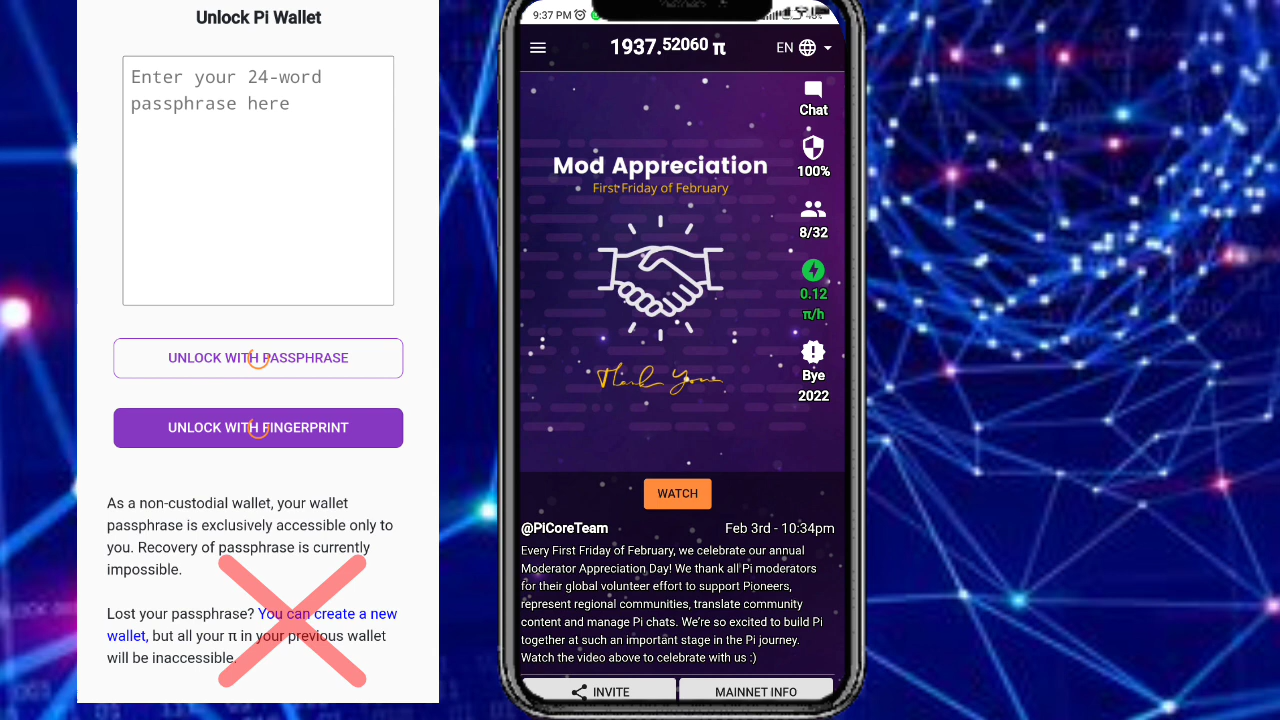 Unlock Pi Wallet
Enter your 24-word
passphrase here
UNLOCK WITH PASSPHRASE
UNLOCK WITH FINGERPRINT
As a non-custodial wallet, your wallet
passphrase is exclusively accessible only to
you. Recovery of passphrase is currently
impossible.
Lost your passphrase? You can create a new
wallet, but all your π in your previous wallet
will be inaccessible.
9:37 PM
1937.52060 π
EN
Chat
100%
8/32
0.12
π/h
Bye
2022
Mod Appreciation
First Friday of February
Thank You
WATCH
@PiCoreTeam
Feb 3rd - 10:34pm
Every First Friday of February, we celebrate our annual
Moderator Appreciation Day! We thank all Pi moderators
for their global volunteer effort to support Pioneers,
represent regional communities, translate community
content and manage Pi chats. We're so excited to build Pi
together at such an important stage in the Pi journey.
Watch the video above to celebrate with us :)
INVITE
MAINNET INFO